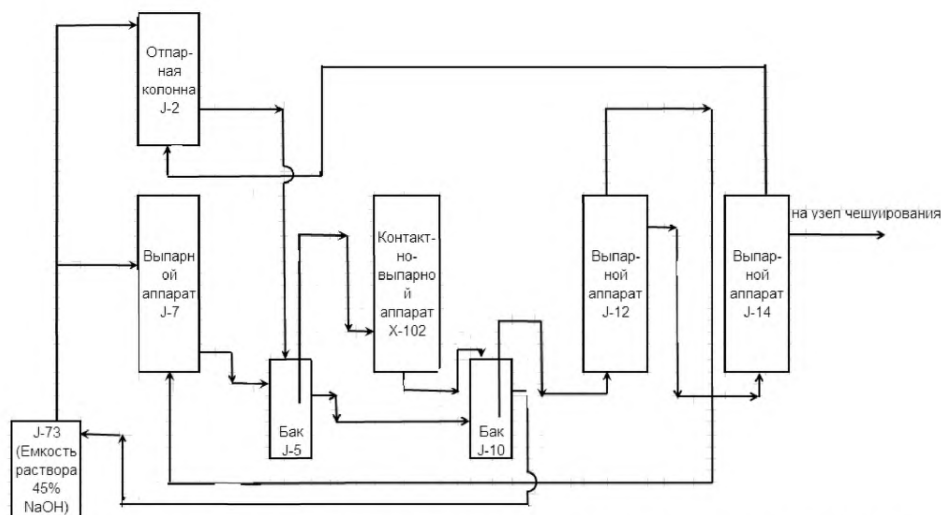 Отпар-
ная
колонна
J-2
на узел чешуирования
Выпарн
ой
аппарат
J-7
Контакт-
но-
выпарно
й
аппарат
X-102
Выпар-
ной
аппарат
J-12
Выпар-
ной
аппарат
J-14
Бак
J-5
Бак
J-10
J-73
(Емкость
раствора
45%
NaOH)